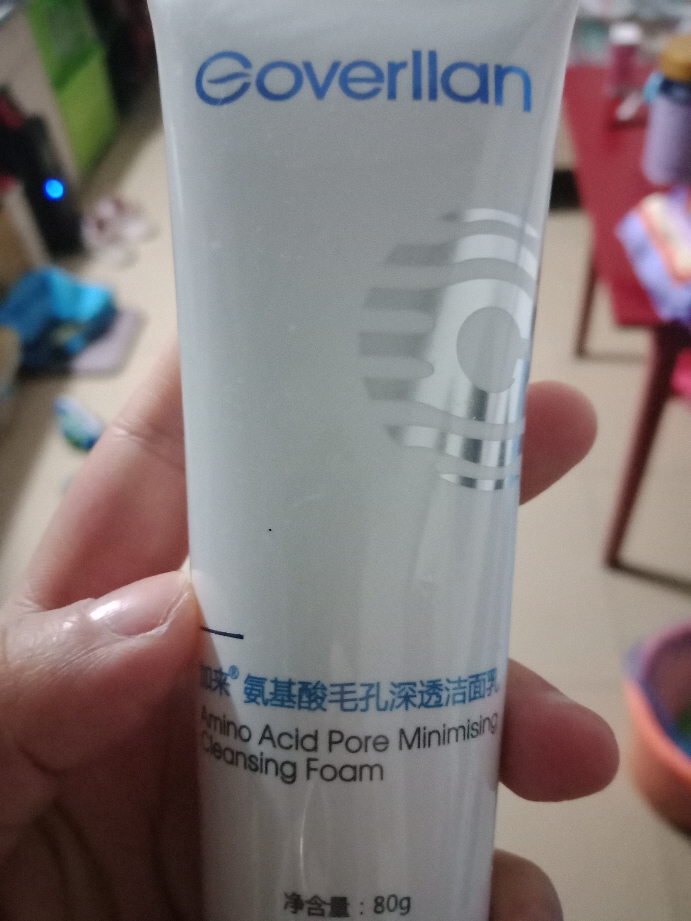 Goverllan
加来® 氨基酸毛孔深透洁面乳
Amino Acid Pore Minimising
Cleansing Foam
净含量：80g